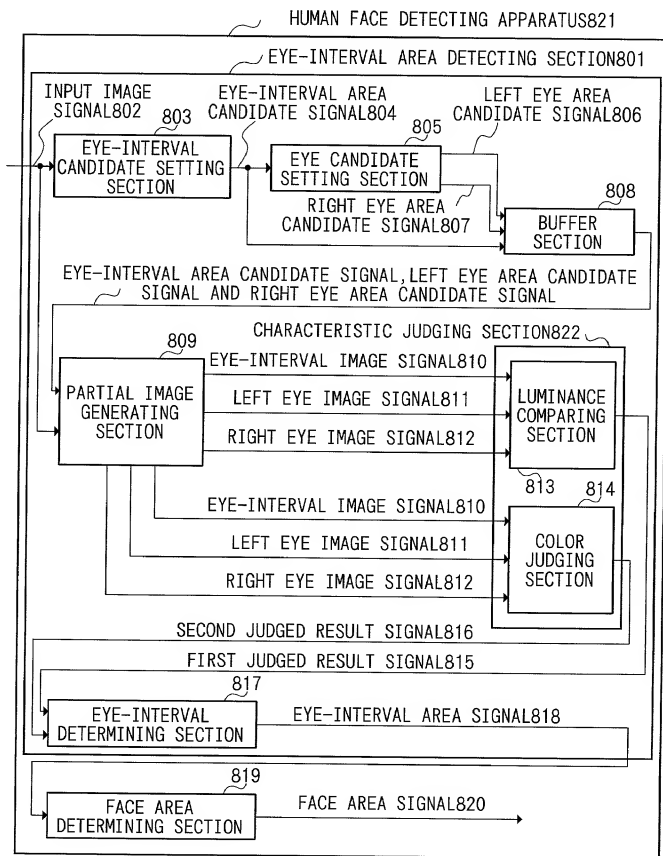 HUMAN FACE DETECTING APPARATUS821
EYE-INTERVAL AREA DETECTING SECTION801
INPUT IMAGE
SIGNAL802
803
EYE-INTERVAL
CANDIDATE SETTING
SECTION
EYE-INTERVAL AREA
CANDIDATE SIGNAL804
805
EYE CANDIDATE
SETTING SECTION
LEFT EYE AREA
CANDIDATE SIGNAL806
RIGHT EYE AREA
CANDIDATE SIGNAL807
808
BUFFER
SECTION
EYE-INTERVAL AREA CANDIDATE SIGNAL,LEFT EYE AREA CANDIDATE
SIGNAL AND RIGHT EYE AREA CANDIDATE SIGNAL
CHARACTERISTIC JUDGING SECTION822
809
PARTIAL IMAGE
GENERATING
SECTION
EYE-INTERVAL IMAGE SIGNAL810
LEFT EYE IMAGE SIGNAL811
RIGHT EYE IMAGE SIGNAL812
LUMINANCE
COMPARING
SECTION
813
814
EYE-INTERVAL IMAGE SIGNAL810
LEFT EYE IMAGE SIGNAL811
RIGHT EYE IMAGE SIGNAL812
COLOR
JUDGING
SECTION
SECOND JUDGED RESULT SIGNAL816
FIRST JUDGED RESULT SIGNAL815
817
EYE-INTERVAL
DETERMINING SECTION
EYE-INTERVAL AREA SIGNAL818
819
FACE AREA
DETERMINING SECTION
FACE AREA SIGNAL820